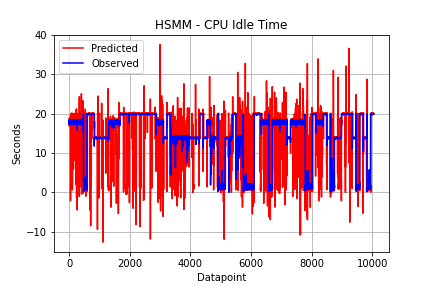 HSMM - CPU Idle Time
Predicted
Observed
40
30
20
10
0
−10
Seconds
0 2000 4000 6000 8000 10000
Datapoint